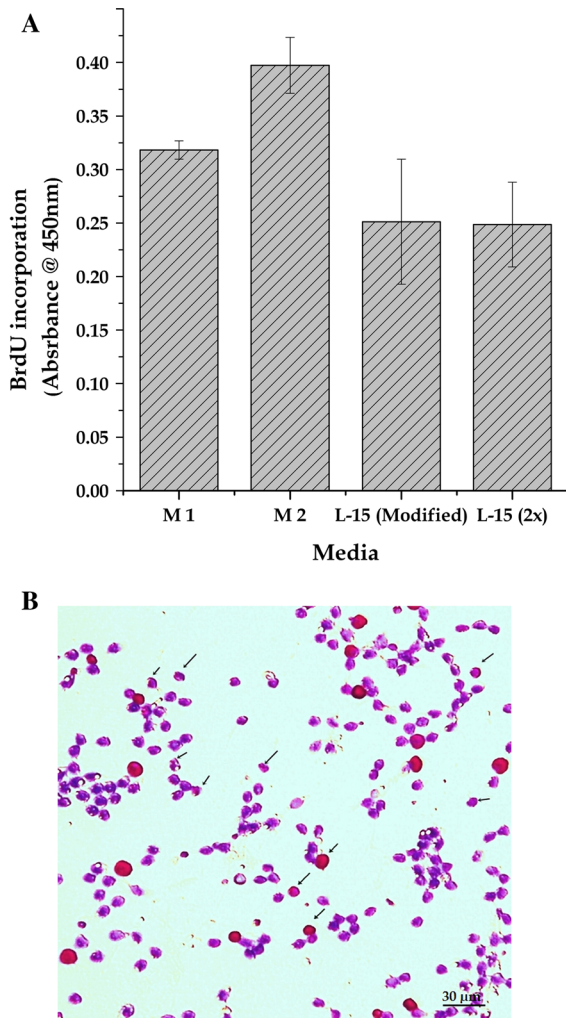 A
BrdU incorporation
(Absrbance @ 450nm)
0.40
0.35
0.30
0.25
0.20
0.15
0.10
0.05
0.00
M 1 M 2 L-15 (Modified) L-15 (2x)
Media
B
30 µm